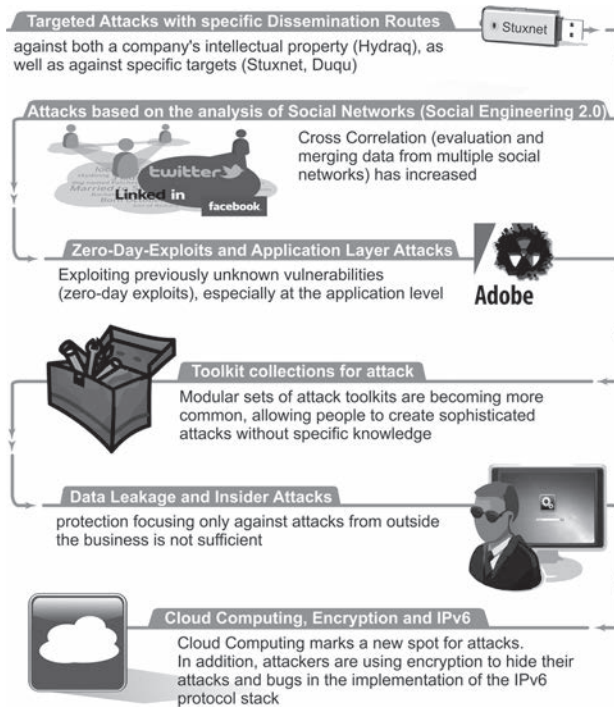 Targeted Attacks with specific Dissemination Routes
Stuxnet
against both a company's intellectual property (Hydraq), as
well as against specific targets (Stuxnet, Duqu)
Attacks based on the analysis of Social Networks (Social Engineering 2.0)
Cross Correlation (evaluation and
merging data from multiple social
networks) has increased
twitter
Married to
Linked in
facebook
Zero-Day-Exploits and Application Layer Attacks
Exploiting previously unknown vulnerabilities
(zero-day exploits), especially at the application level
Adobe
Toolkit collections for attack
Modular sets of attack toolkits are becoming more
common, allowing people to create sophisticated
attacks without specific knowledge
Data Leakage and Insider Attacks
protection focusing only against attacks from outside
the business is not sufficient
Cloud Computing, Encryption and IPv6
Cloud Computing marks a new spot for attacks.
In addition, attackers are using encryption to hide their
attacks and bugs in the implementation of the IPv6
protocol stack